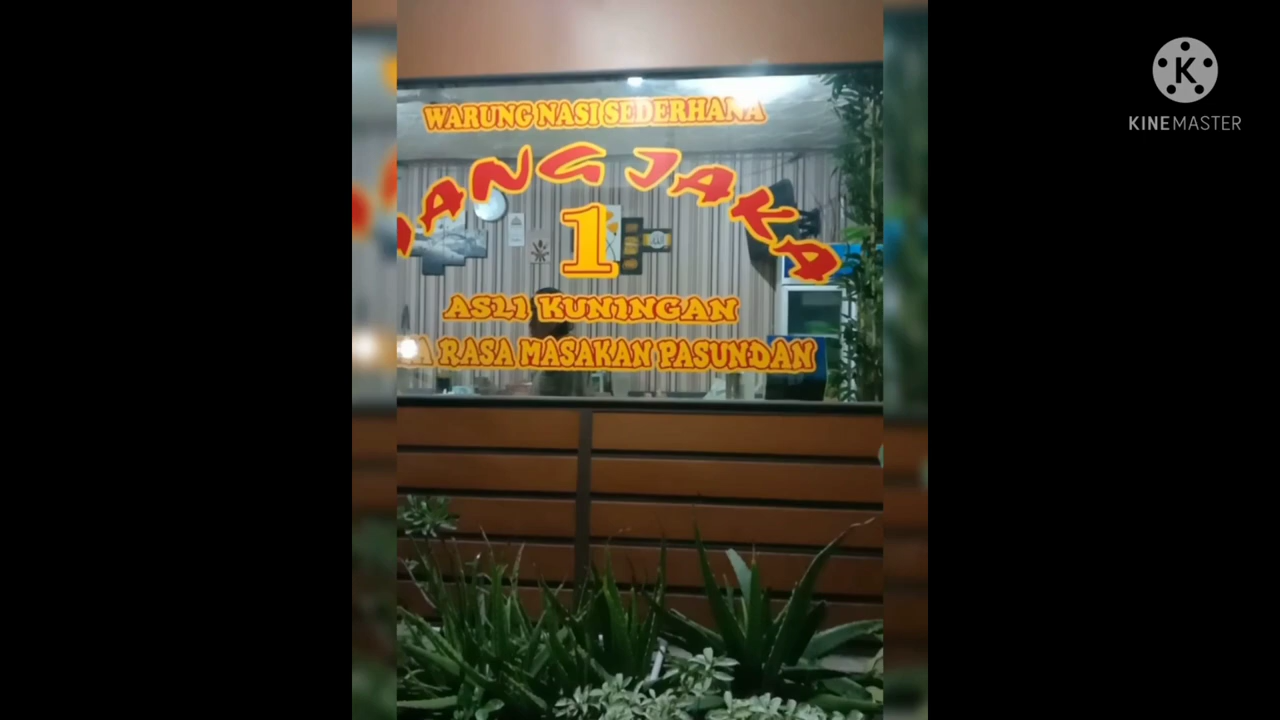 WARUNG NASI SEDERHANA
ANG JAKA
1
ASLI KUNINGAN
A RASA MASAKAN PASUNDAN
K
KINEMASTER